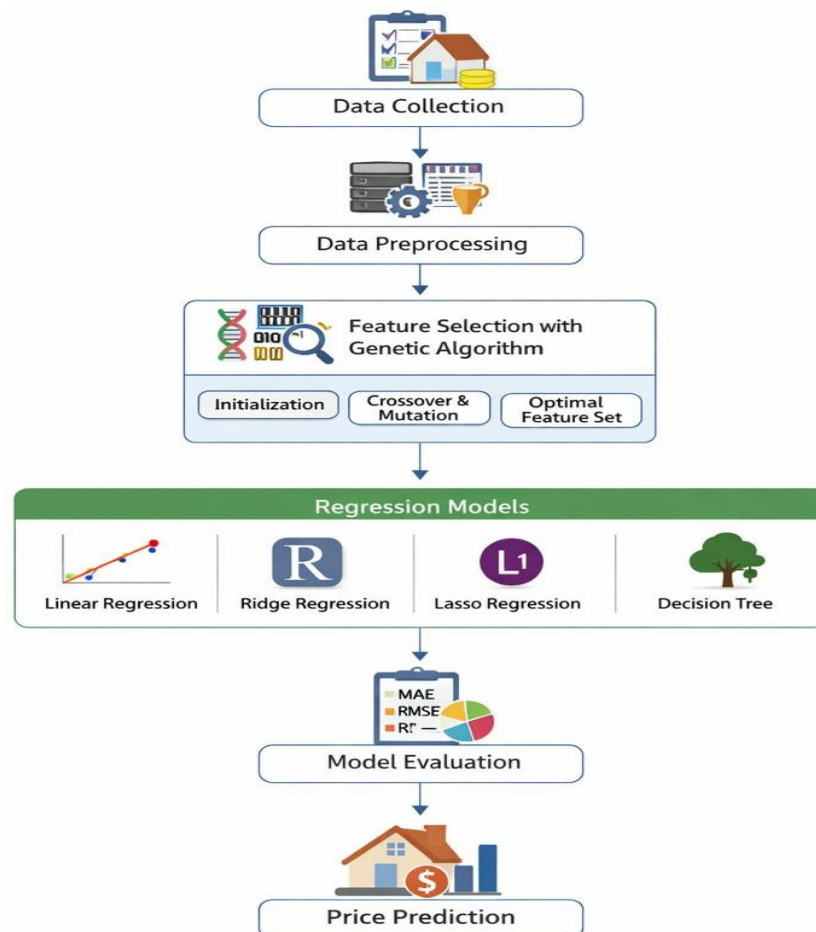 Data Collection
Data Preprocessing
010
Feature Selection with
Genetic Algorithm
Initialization
Crossover &
Mutation
Optimal
Feature Set
Regression Models
R
L1
Linear Regression
Ridge Regression
Lasso Regression
Decision Tree
MAE
RMSE
Model Evaluation
$
Price Prediction